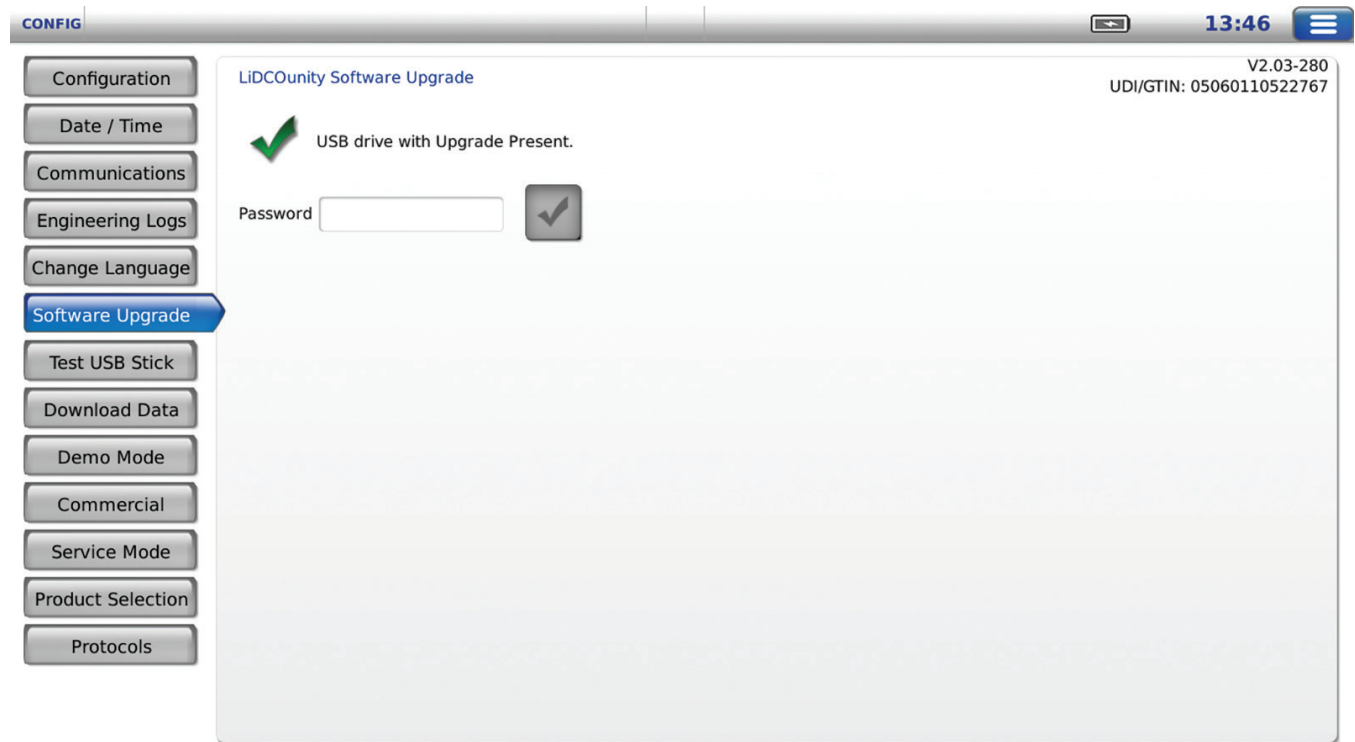 CONFIG
13:46
Configuration
Date / Time
Communications
Engineering Logs
Change Language
Software Upgrade
Test USB Stick
Download Data
Demo Mode
Commercial
Service Mode
Product Selection
Protocols
LiDCOunity Software Upgrade
V2.03-280
UDI/GTIN: 05060110522767
USB drive with Upgrade Present.
Password